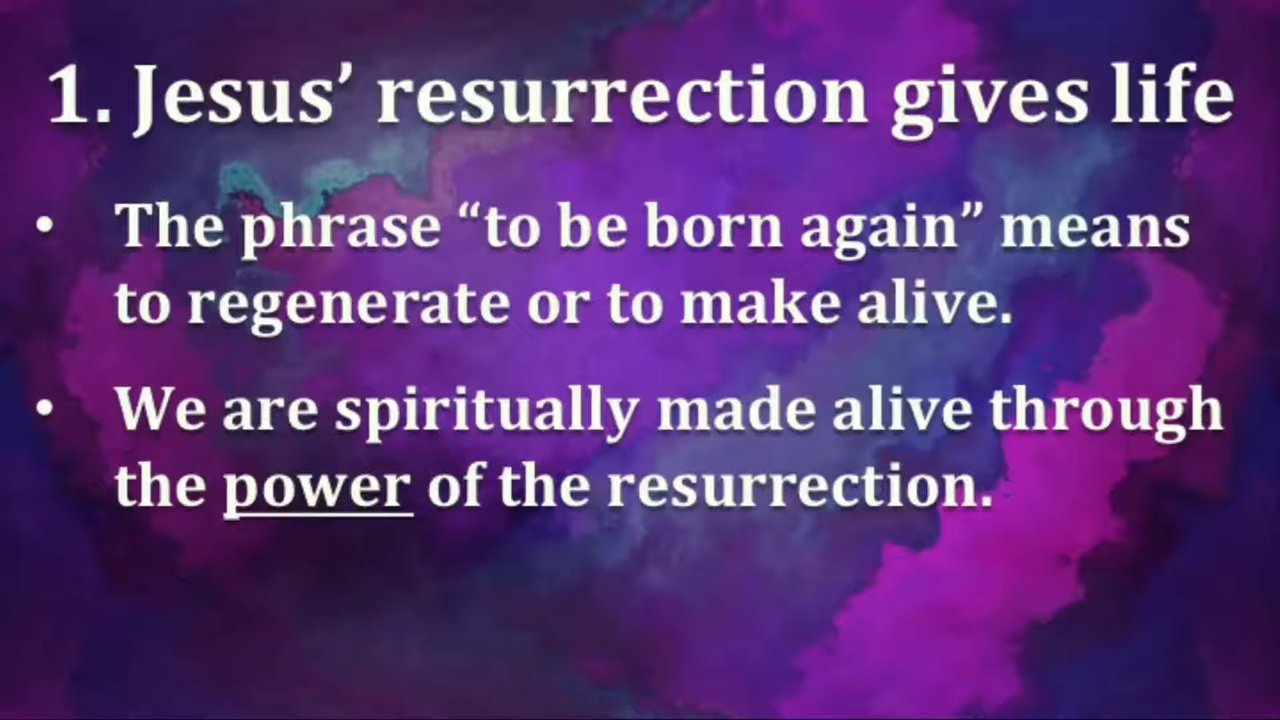 1. Jesus’ resurrection gives life
• The phrase “to be born again” means
to regenerate or to make alive.
• We are spiritually made alive through
the power of the resurrection.